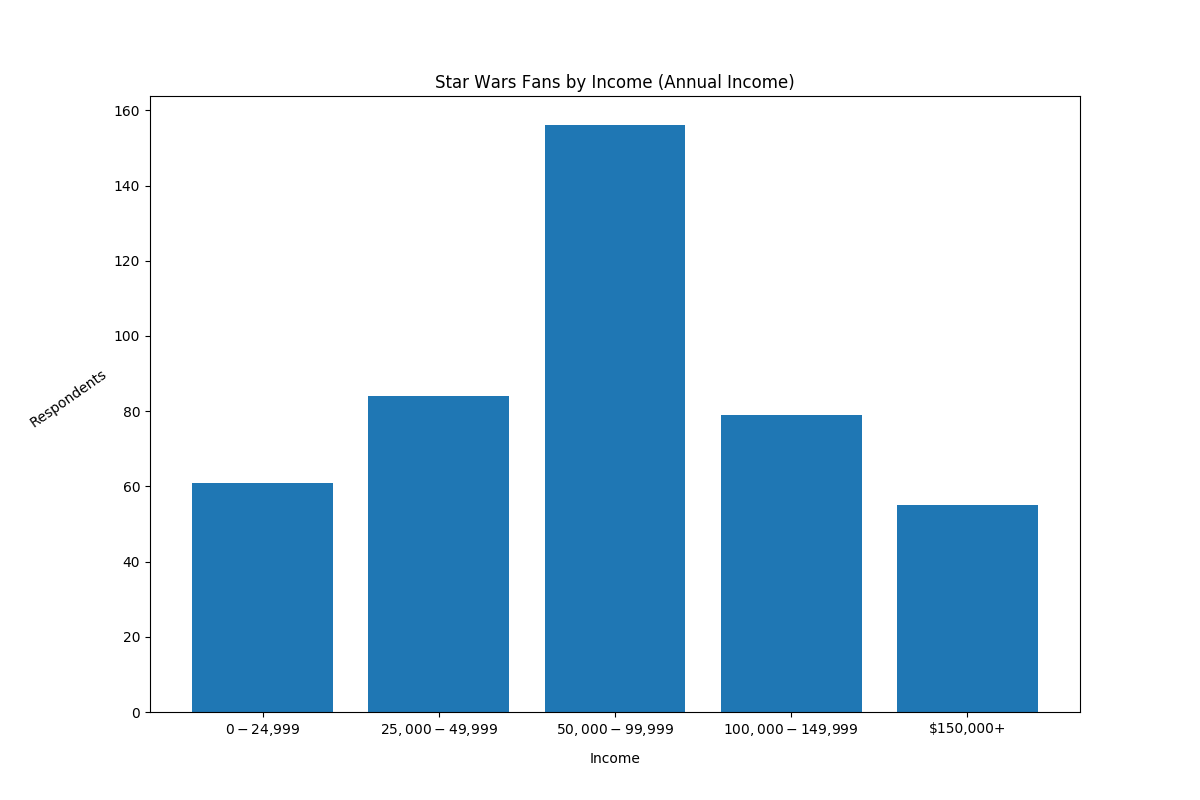 Star Wars Fans by Income (Annual Income)
160
140
120
100
80
60
40
20
0
Respondents
0 − 24,999
25, 000 − 49,999
50, 000 − 99,999
100, 000 − 149,999
$150,000+
Income